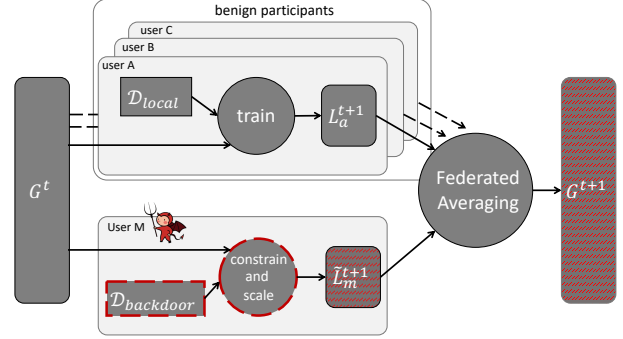 benign participants
user C
user B
user A
D_local
train
L_a^{t+1}
G^t
Federated
Averaging
G^{t+1}
User M
constrain
and
scale
D_backdoor
L̃_m^{t+1}